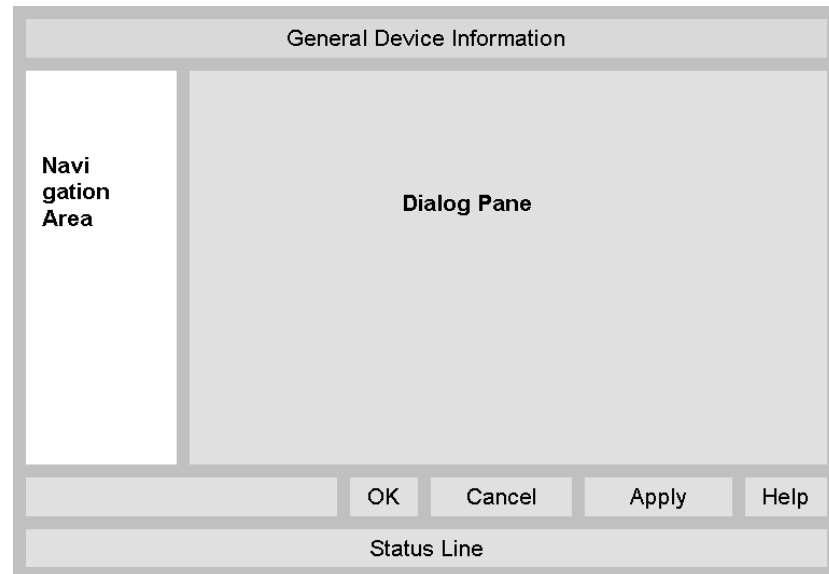 General Device Information
Navi
gation
Area
Dialog Pane
OK Cancel Apply Help
Status Line